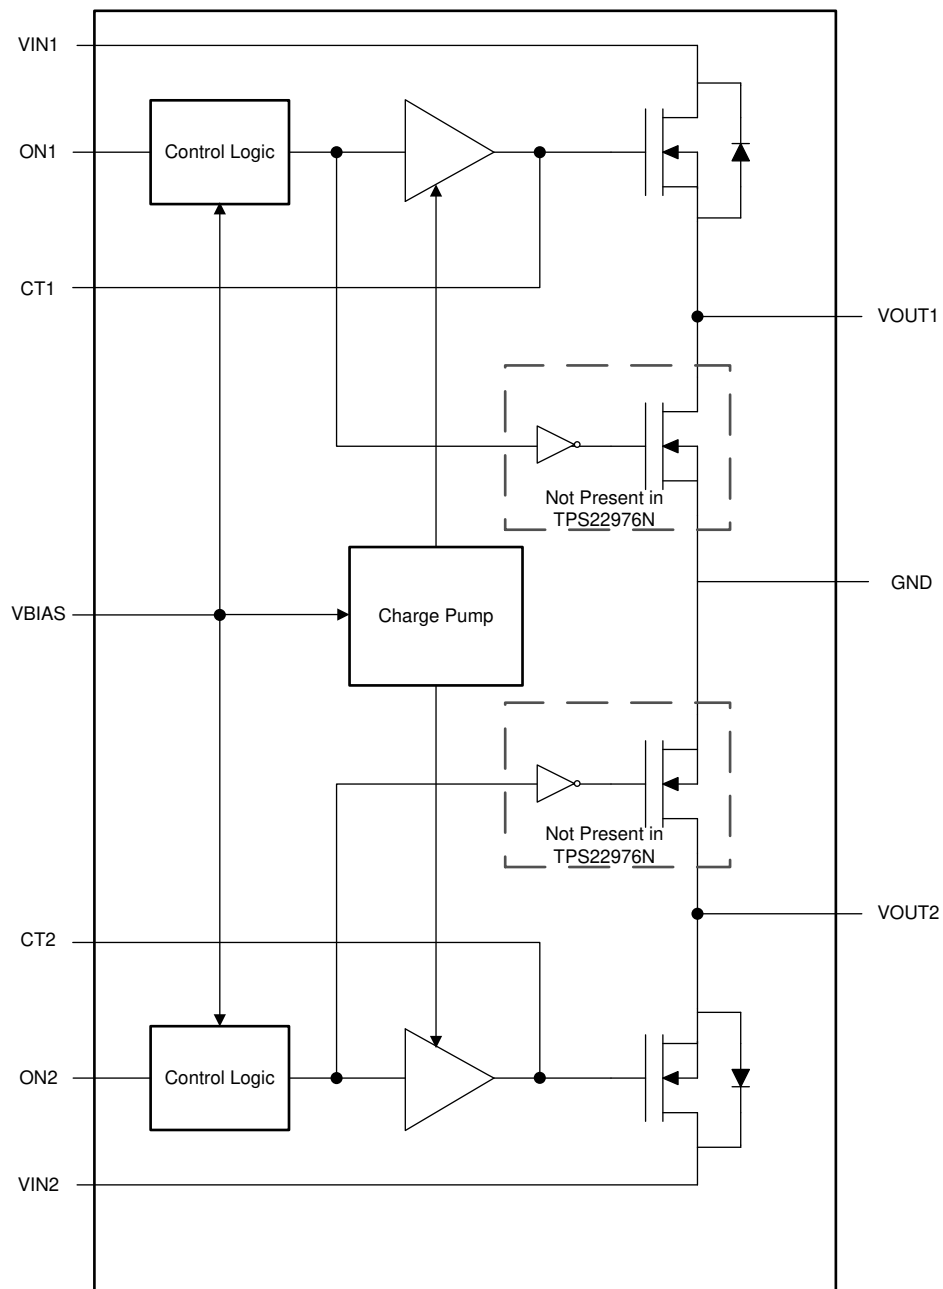 VIN1
ON1
Control Logic
CT1
VOUT1
Not Present in
TPS22976N
GND
VBIAS
Charge Pump
Not Present in
TPS22976N
VOUT2
CT2
ON2
Control Logic
VIN2